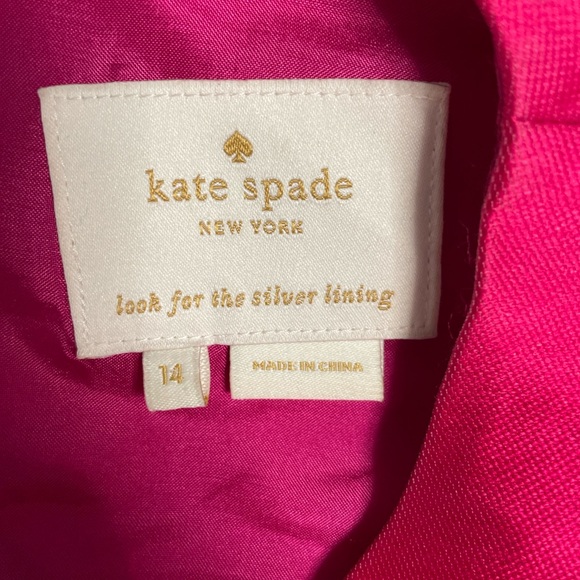 kate spade
NEW YORK
look for the silver lining
14
MADE IN CHINA